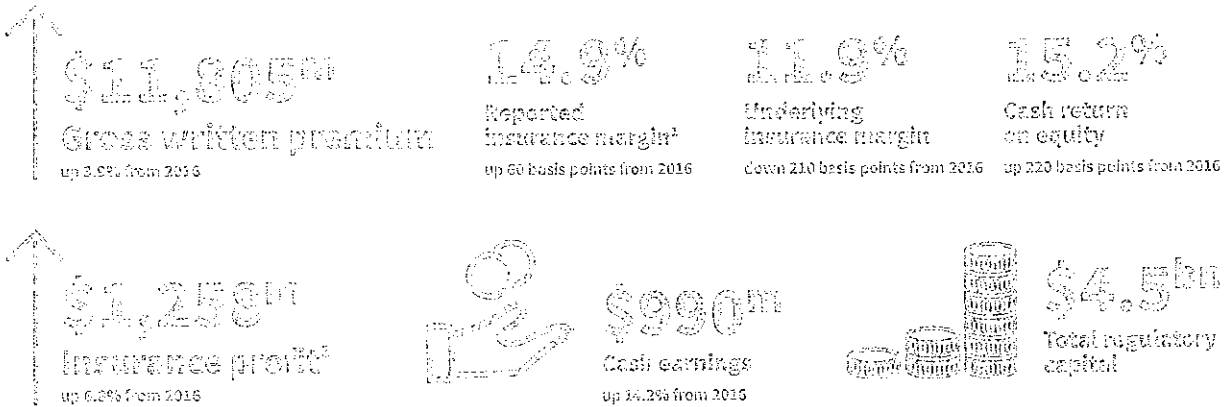 $11,805m
Gross written premium
up 3.9% from 2016
14.9%
Reported
insurance margin¹
up 60 basis points from 2016
11.9%
Underlying
insurance margin
down 210 basis points from 2016
15.2%
Cash return
on equity
up 220 basis points from 2016
$1,258m
Insurance profit¹
up 6.8% from 2016
$990m
Cash earnings
up 14.2% from 2016
$4.5bn
Total regulatory
capital